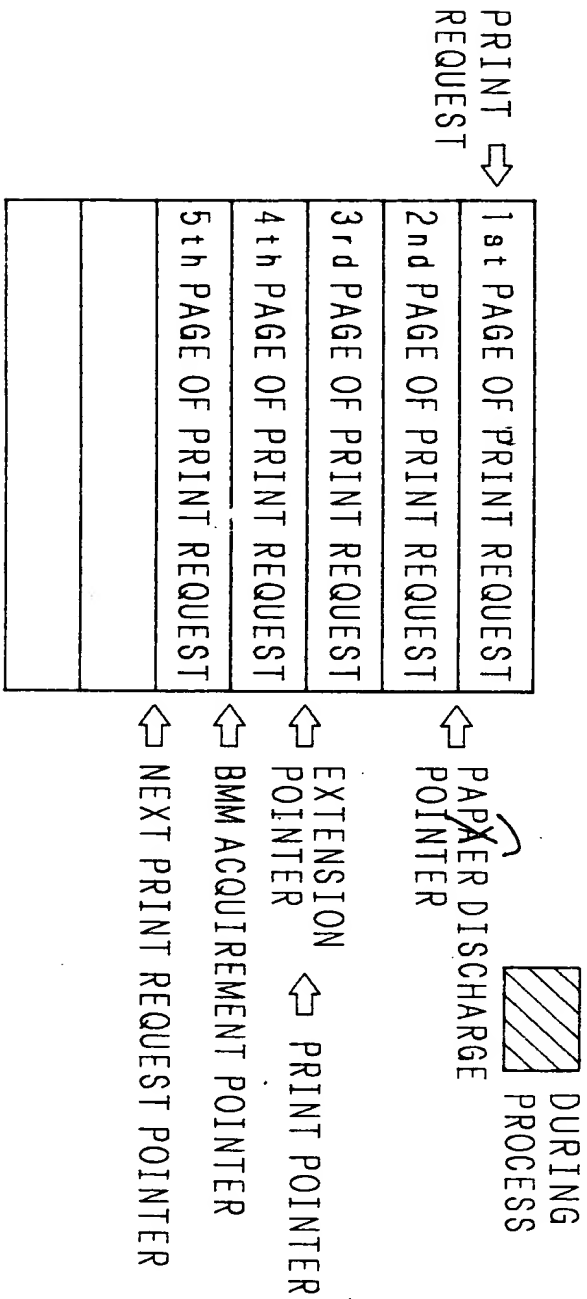 PRINT
REQUEST
1st PAGE OF PRINT REQUEST
2nd PAGE OF PRINT REQUEST
3rd PAGE OF PRINT REQUEST
4th PAGE OF PRINT REQUEST
5th PAGE OF PRINT REQUEST
DURING
PROCESS
PAPER DISCHARGE
POINTER
EXTENSION
POINTER
PRINT POINTER
BMM ACQUIREMENT POINTER
NEXT PRINT REQUEST POINTER